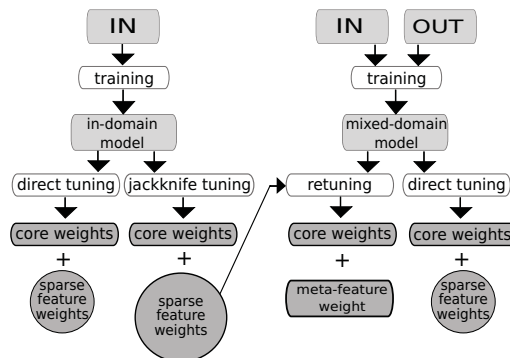 IN
IN
OUT
training
training
in-domain
model
mixed-domain
model
direct tuning
jackknife tuning
retuning
direct tuning
core weights
core weights
core weights
core weights
+
+
+
+
sparse
feature
weights
sparse
feature
weights
meta-feature
weight
sparse
feature
weights